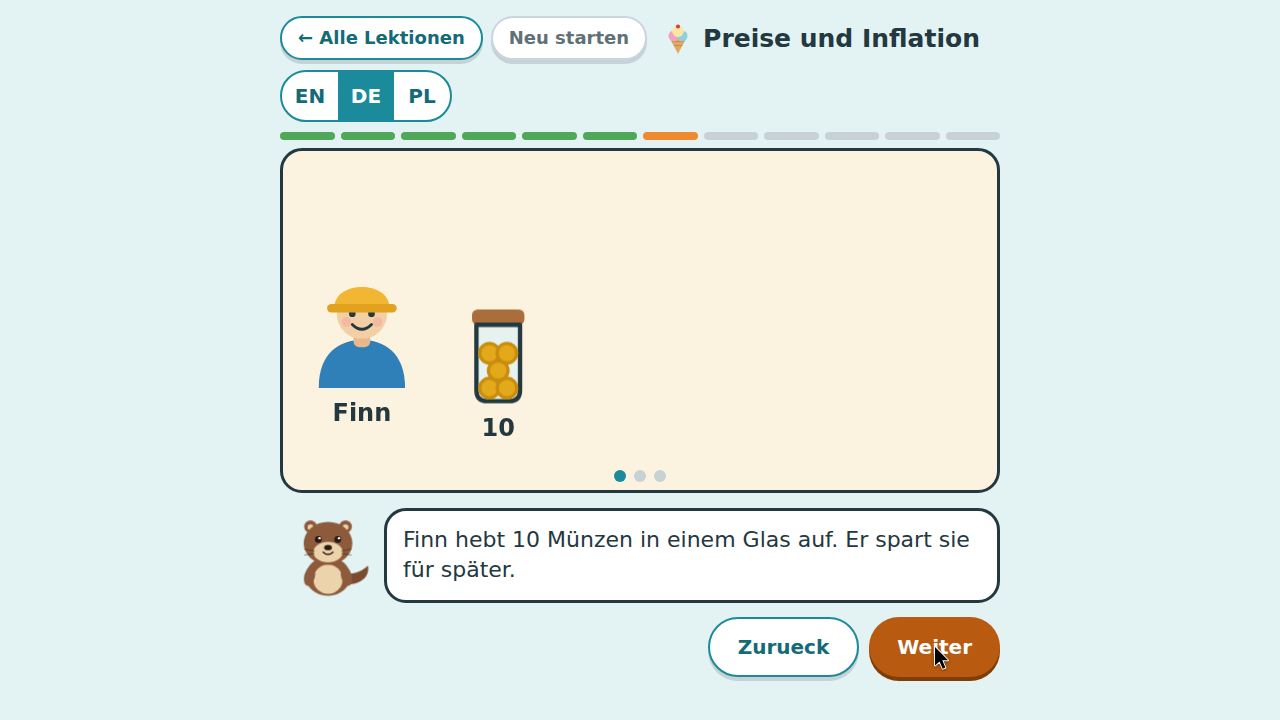 ← Alle Lektionen
Neu starten
Preise und Inflation
EN DE PL
Finn
10
Finn hebt 10 Münzen in einem Glas auf. Er spart sie
für später.
Zurueck
Weiter